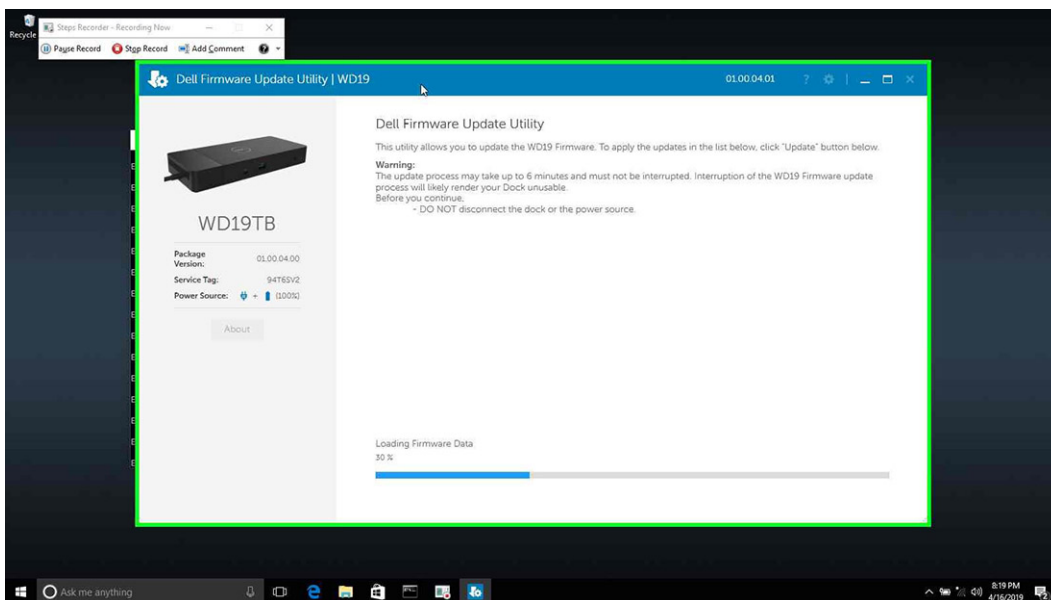 Recycle
Steps Recorder - Recording Now
Pause Record Stop Record Add Comment
Dell Firmware Update Utility | WD19
01.00.04.01
WD19TB
Package Version: 01.00.04.00
Service Tag: 94T6SV2
Power Source: + (100%)
About
Dell Firmware Update Utility
This utility allows you to update the WD19 Firmware. To apply the updates in the list below, click "Update" button below.
Warning:
The update process may take up to 6 minutes and must not be interrupted. Interruption of the WD19 Firmware update
process will likely render your Dock unusable.
Before you continue,
- DO NOT disconnect the dock or the power source.
Loading Firmware Data
30 %
Ask me anything
8:19 PM
4/16/2019